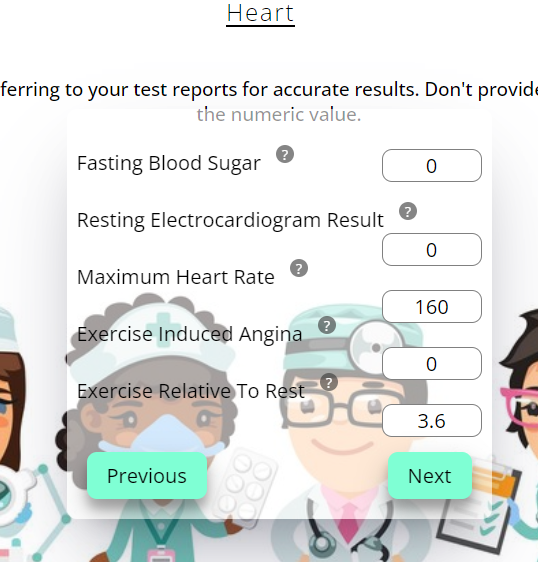 Heart
ferring to your test reports for accurate results. Don't provide
the numeric value.
Fasting Blood Sugar ?
0
Resting Electrocardiogram Result ?
0
Maximum Heart Rate ?
160
Exercise Induced Angina ?
0
Exercise Relative To Rest ?
3.6
Previous
Next